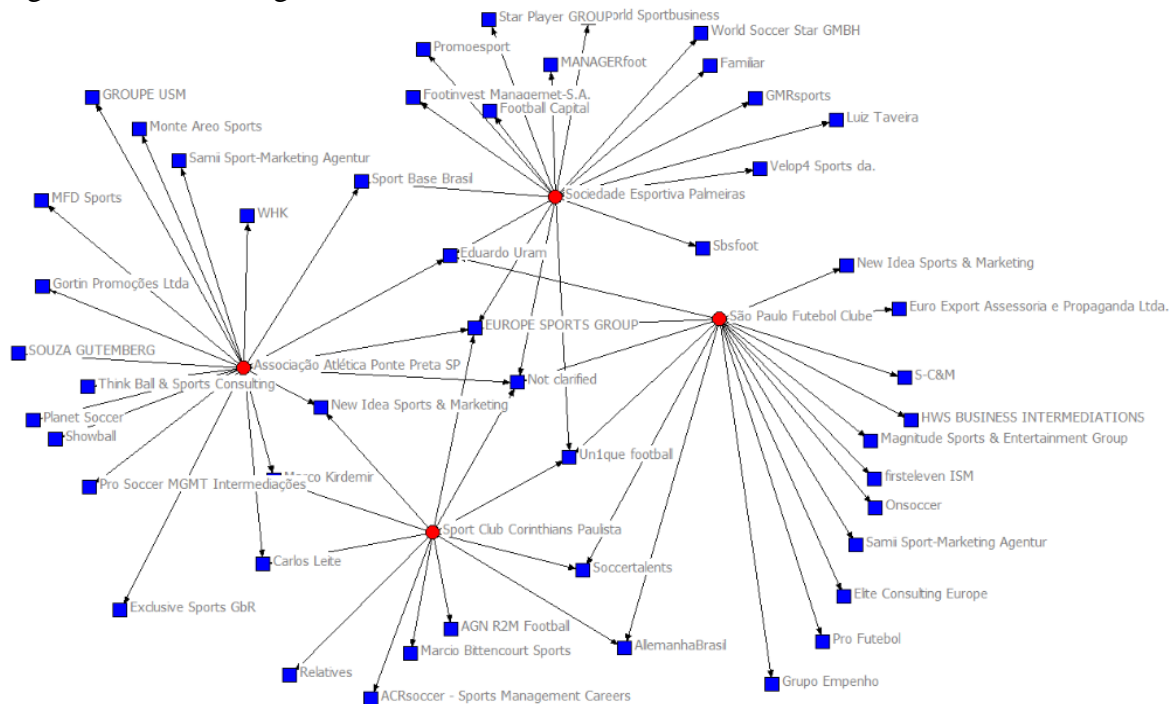 Star Player GROUP
orld Sportbusiness
World Soccer Star GMBH
Promoesport
MANAGERfoot
Familiar
GROUPE USM
Footinvest Managemet-S.A.
GMRsports
Football Capital
Luiz Taveira
Monte Areo Sports
Samii Sport-Marketing Agentur
Velop4 Sports da.
Sport Base Brasil
Sociedade Esportiva Palmeiras
MFD Sports
WHK
Sbsfoot
Eduardo Uram
New Idea Sports & Marketing
Gortin Promoções Ltda
Euro Export Assessoria e Propaganda Ltda.
São Paulo Futebol Clube
EUROPE SPORTS GROUP
SOUZA GUTEMBERG
Associação Atlética Ponte Preta SP
S-C&M
Not clarified
Think Ball & Sports Consulting
New Idea Sports & Marketing
Planet Soccer
HWS BUSINESS INTERMEDIATIONS
Showball
Magnitude Sports & Entertainment Group
Un1que football
Kirdemir
firsteleven ISM
Pro Soccer MGMT Intermediações
Onsoccer
Sport Club Corinthians Paulista
Samii Sport-Marketing Agentur
Carlos Leite
Soccertalents
Elite Consulting Europe
Exclusive Sports GbR
AGN R2M Football
Pro Futebol
AllemanhaBrasil
Marcio Bittencourt Sports
Relatives
Grupo Empenho
ACRsoccer - Sports Management Careers